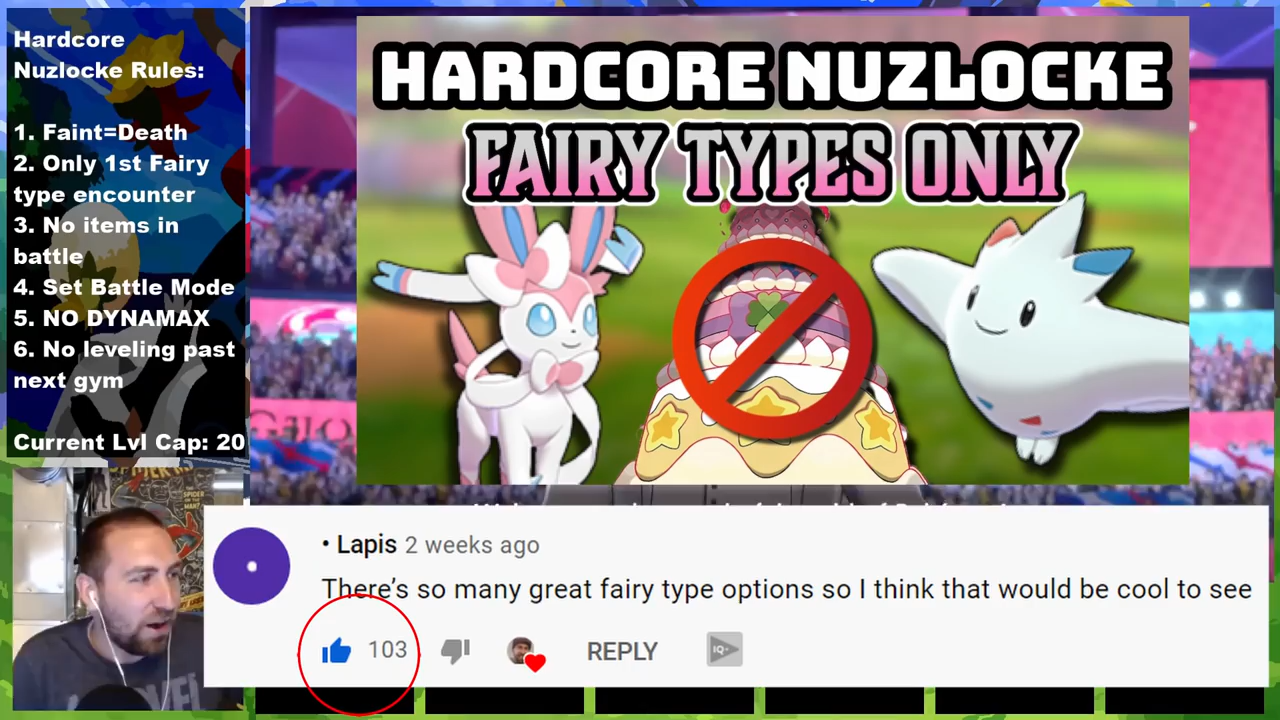 Hardcore
Nuzlocke Rules:
1. Faint=Death
2. Only 1st Fairy
type encounter
3. No items in
battle
4. Set Battle Mode
5. NO DYNAMAX
6. No leveling past
next gym
Current Lvl Cap: 20
HARDCORE NUZLOCKE
FAIRY TYPES ONLY
• Lapis 2 weeks ago
There's so many great fairy type options so I think that would be cool to see
103
REPLY
IQ